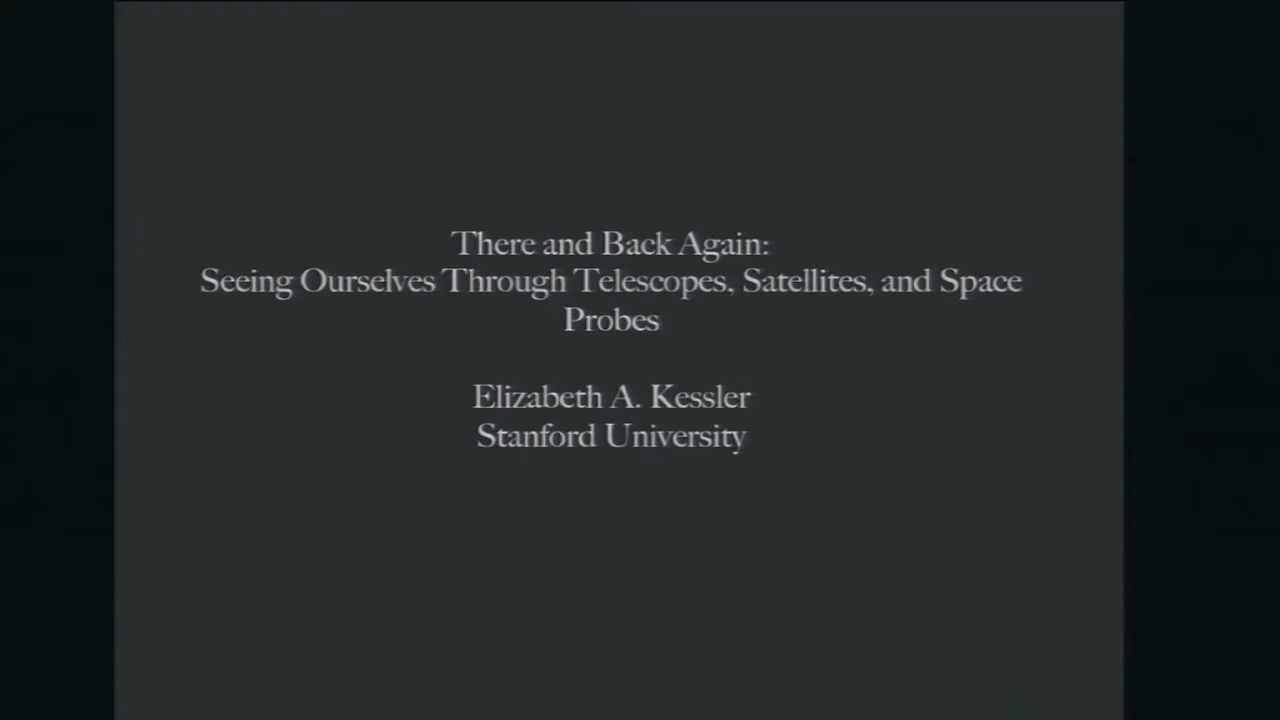 There and Back Again:
Seeing Ourselves Through Telescopes, Satellites, and Space
Probes
Elizabeth A. Kessler
Stanford University